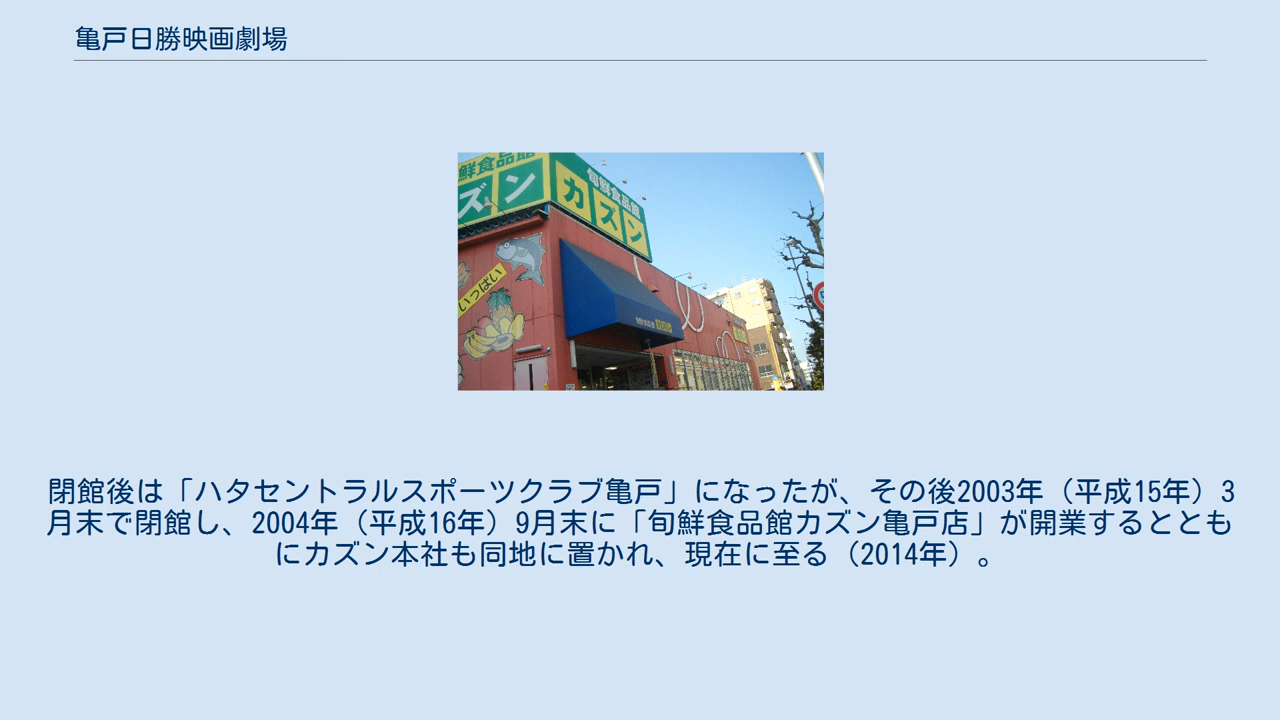 亀戸日勝映画劇場
鮮食品館
ズン
旬鮮食品館
カズン
いっぱい
閉館後は「ハタセントラルスポーツクラブ亀戸」になったが、その後2003年（平成15年）3
月末で閉館し、2004年（平成16年）9月末に「旬鮮食品館カズン亀戸店」が開業するととも
にカズン本社も同地に置かれ、現在に至る（2014年）。